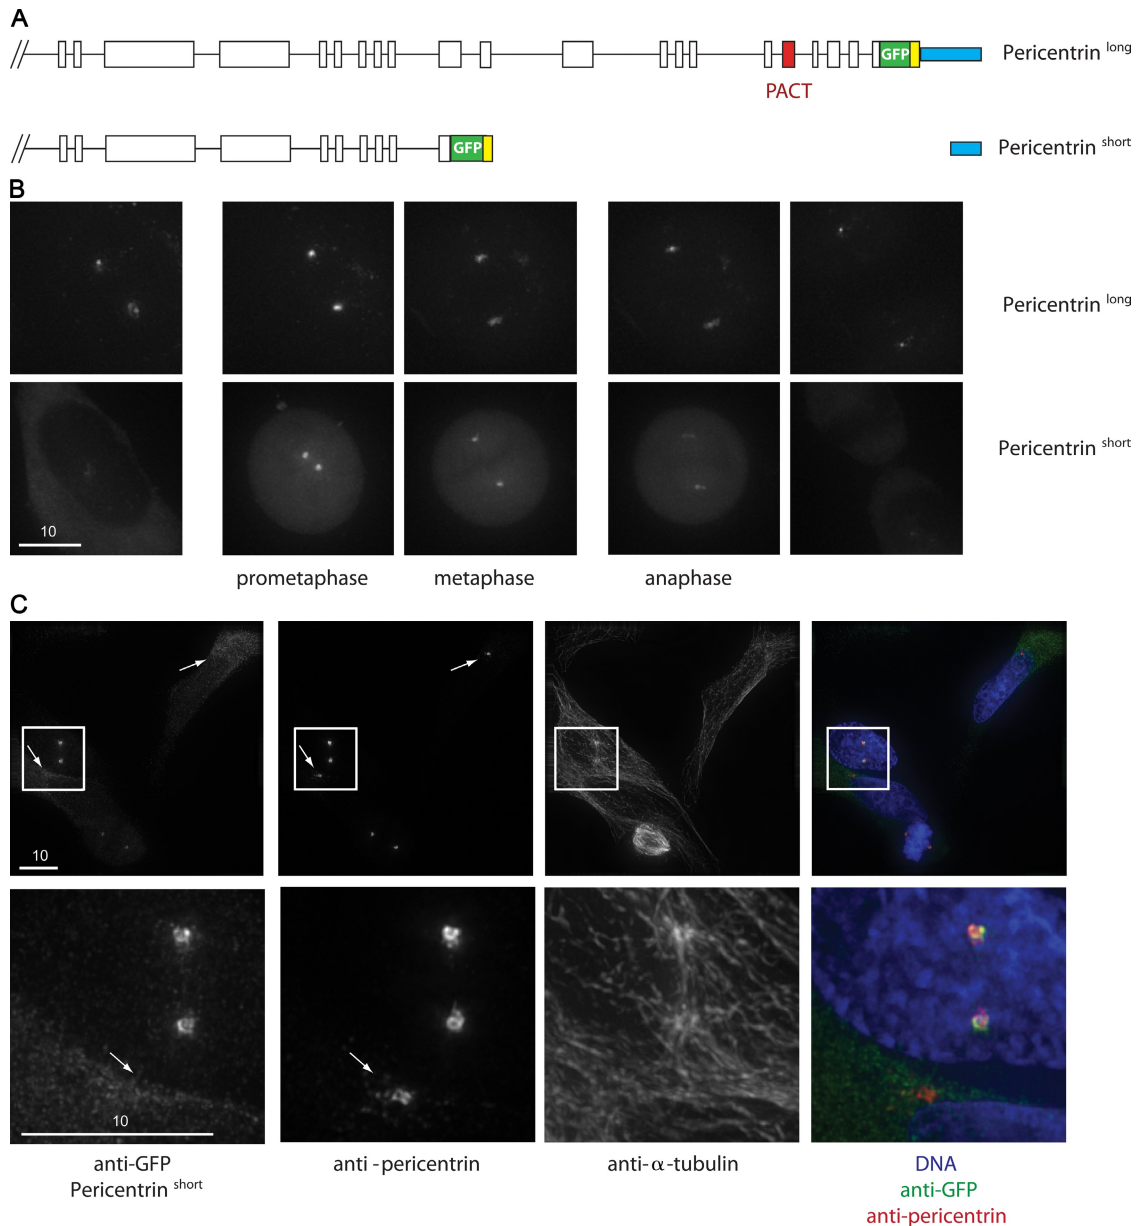 A
GFP
Pericentrin long
PACT
GFP
Pericentrin short
B
Pericentrin long
Pericentrin short
10
prometaphase metaphase anaphase
C
10
10
anti-GFP anti-pericentrin anti-α-tubulin DNA
Pericentrin short anti-GFP
anti-pericentrin